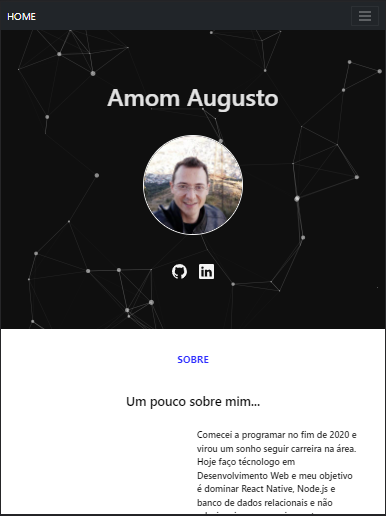 HOME
Amom Augusto
SOBRE
Um pouco sobre mim...
Comecei a programar no fim de 2020 e
virou um sonho seguir carreira na área.
Hoje faço técnologo em
Desenvolvimento Web e meu objetivo
é dominar React Native, Node.js e
banco de dados relacionais e não